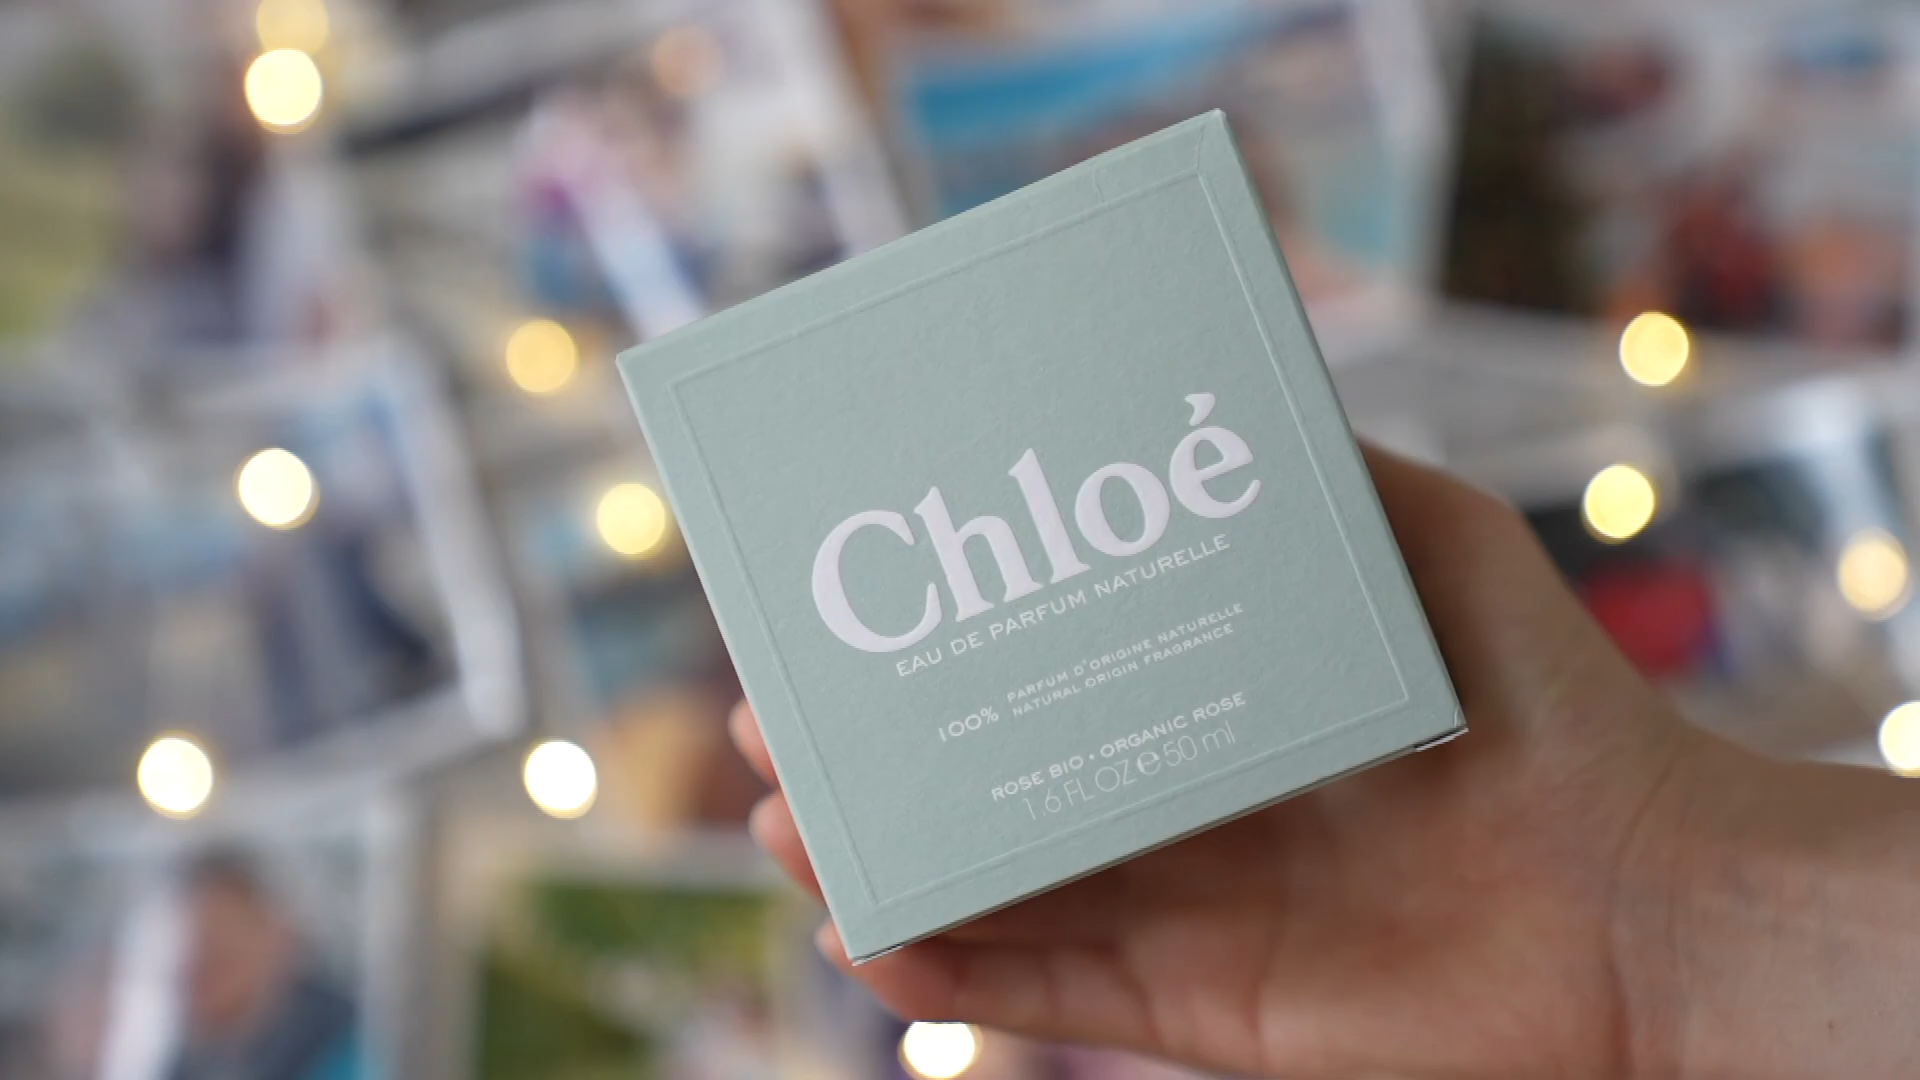 Chloé
EAU DE PARFUM NATURELLE
100% PARFUM D'ORIGINE NATURELLE
NATURAL ORIGIN FRAGRANCE
ROSE BIO • ORGANIC ROSE
1.6 FL OZ ℮ 50 ml